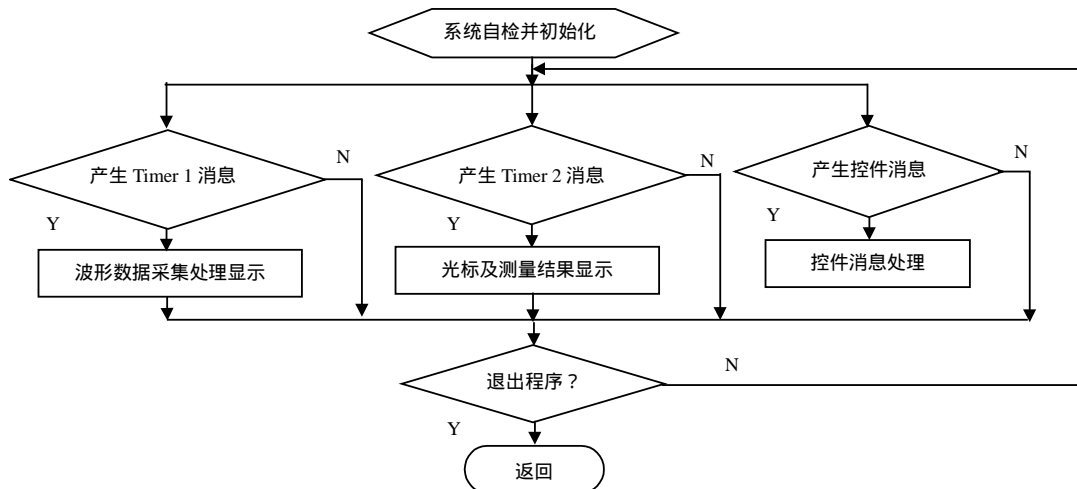 系统自检并初始化
产生 Timer 1 消息
N
产生 Timer 2 消息
N
产生控件消息
N
Y
Y
Y
波形数据采集处理显示
光标及测量结果显示
控件消息处理
退出程序？
N
Y
返回